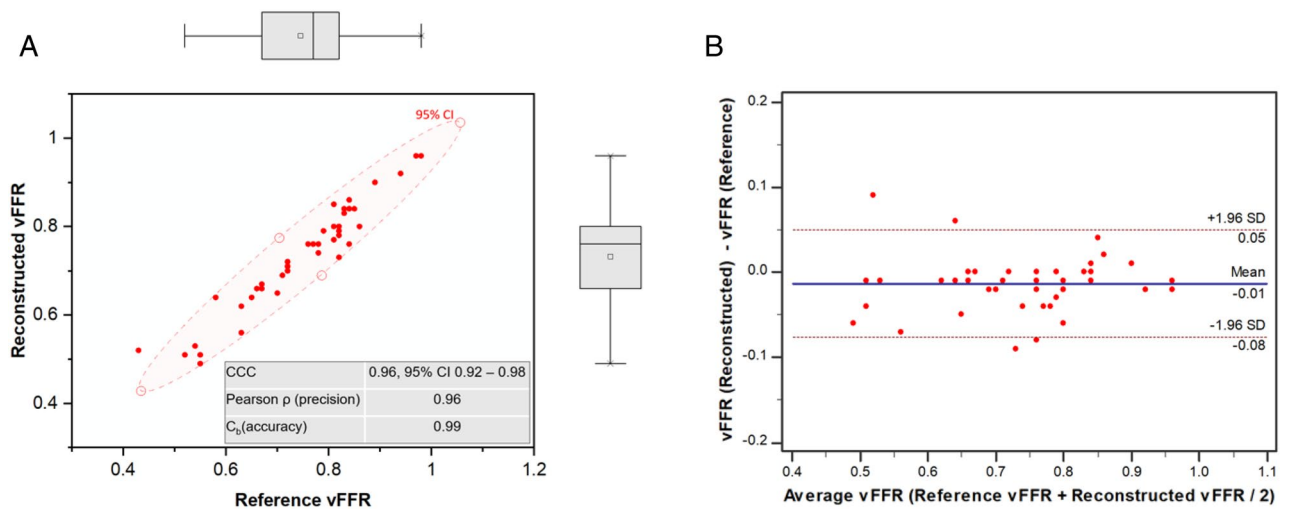 A
95% CI
1
0.8
0.6
0.4
Reconstructed vFFR
CCC 0.96, 95% CI 0.92 – 0.98
Pearson ρ (precision) 0.96
Cb(accuracy) 0.99
0.4 0.6 0.8 1 1.2
Reference vFFR
B
0.2
0.1
0.0
-0.1
-0.2
vFFR (Reconstructed) - vFFR (Reference)
+1.96 SD
0.05
Mean
-0.01
-1.96 SD
-0.08
0.4 0.5 0.6 0.7 0.8 0.9 1.0 1.1
Average vFFR (Reference vFFR + Reconstructed vFFR / 2)